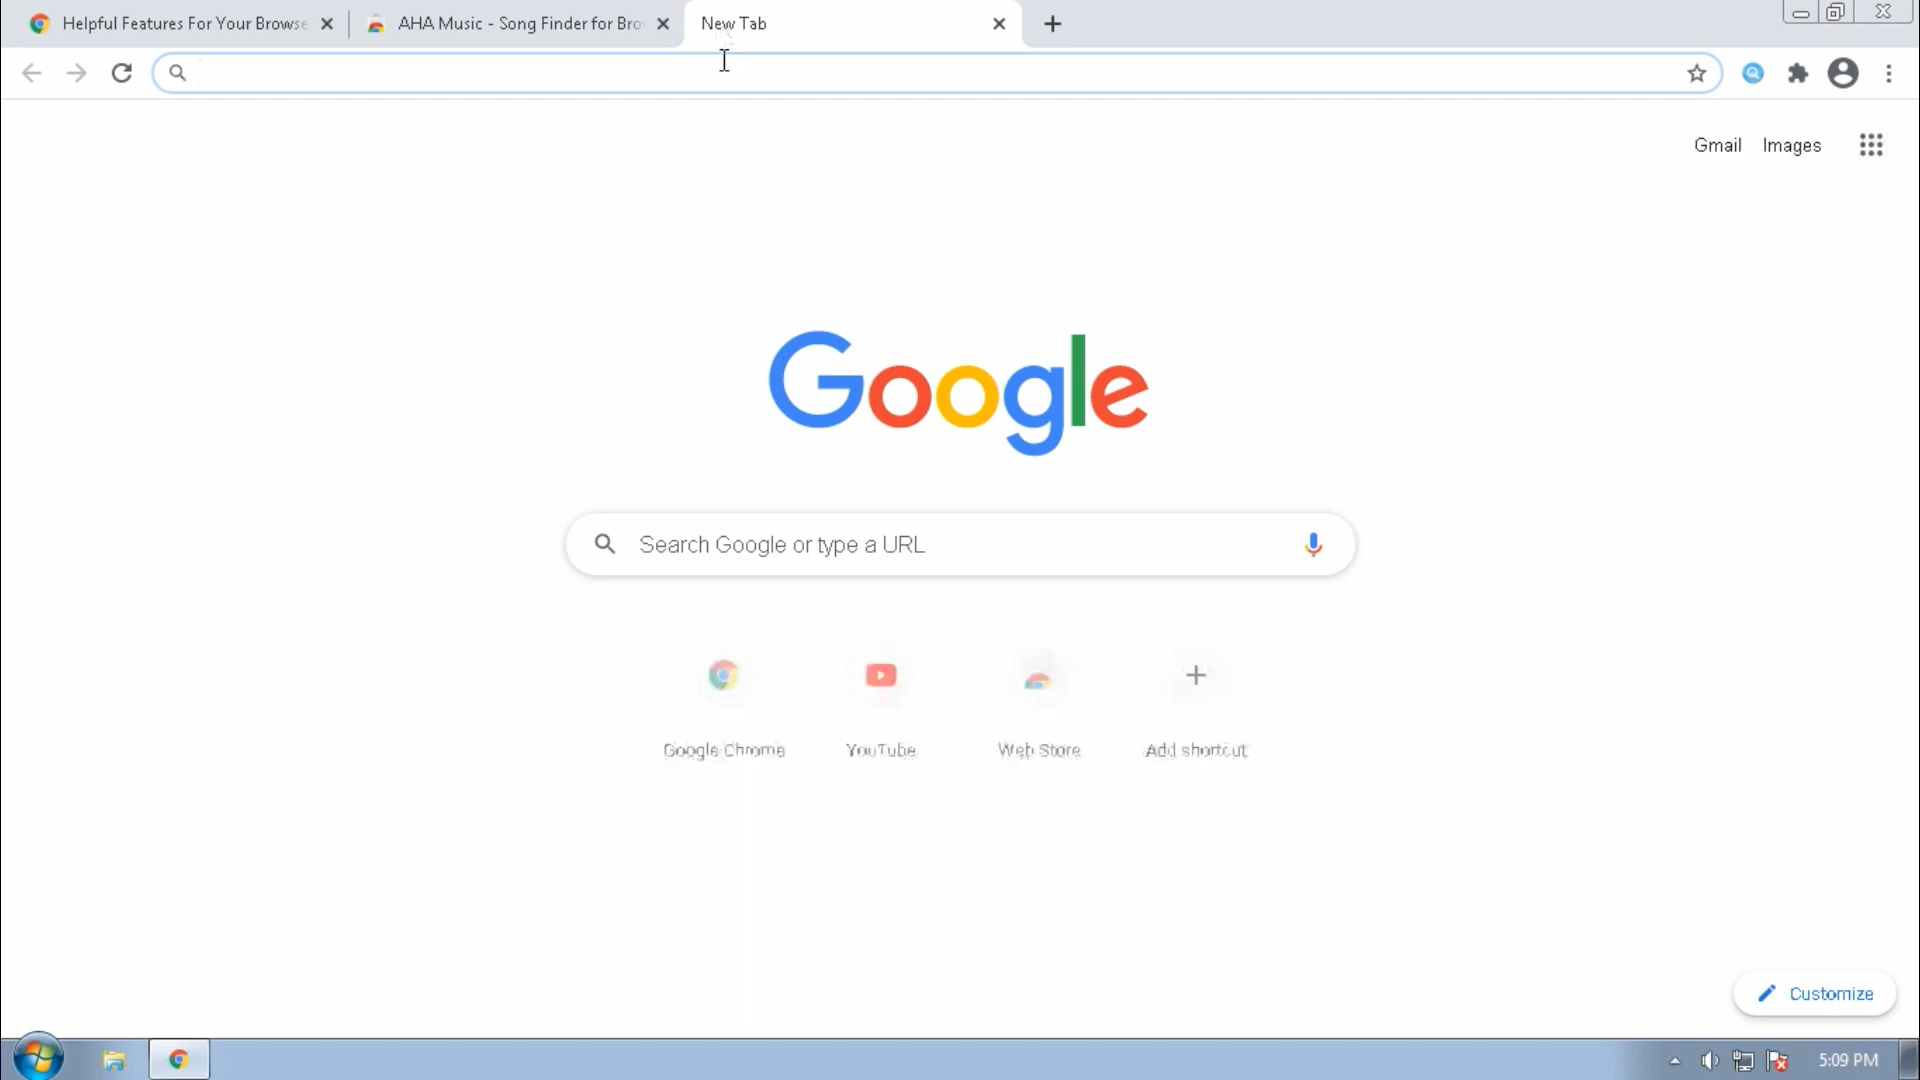 Helpful Features For Your Browse
AHA Music - Song Finder for Bro
New Tab
Gmail
Images
Google
Search Google or type a URL
Google Chrome
YouTube
Web Store
Add shortcut
Customize
5:09 PM